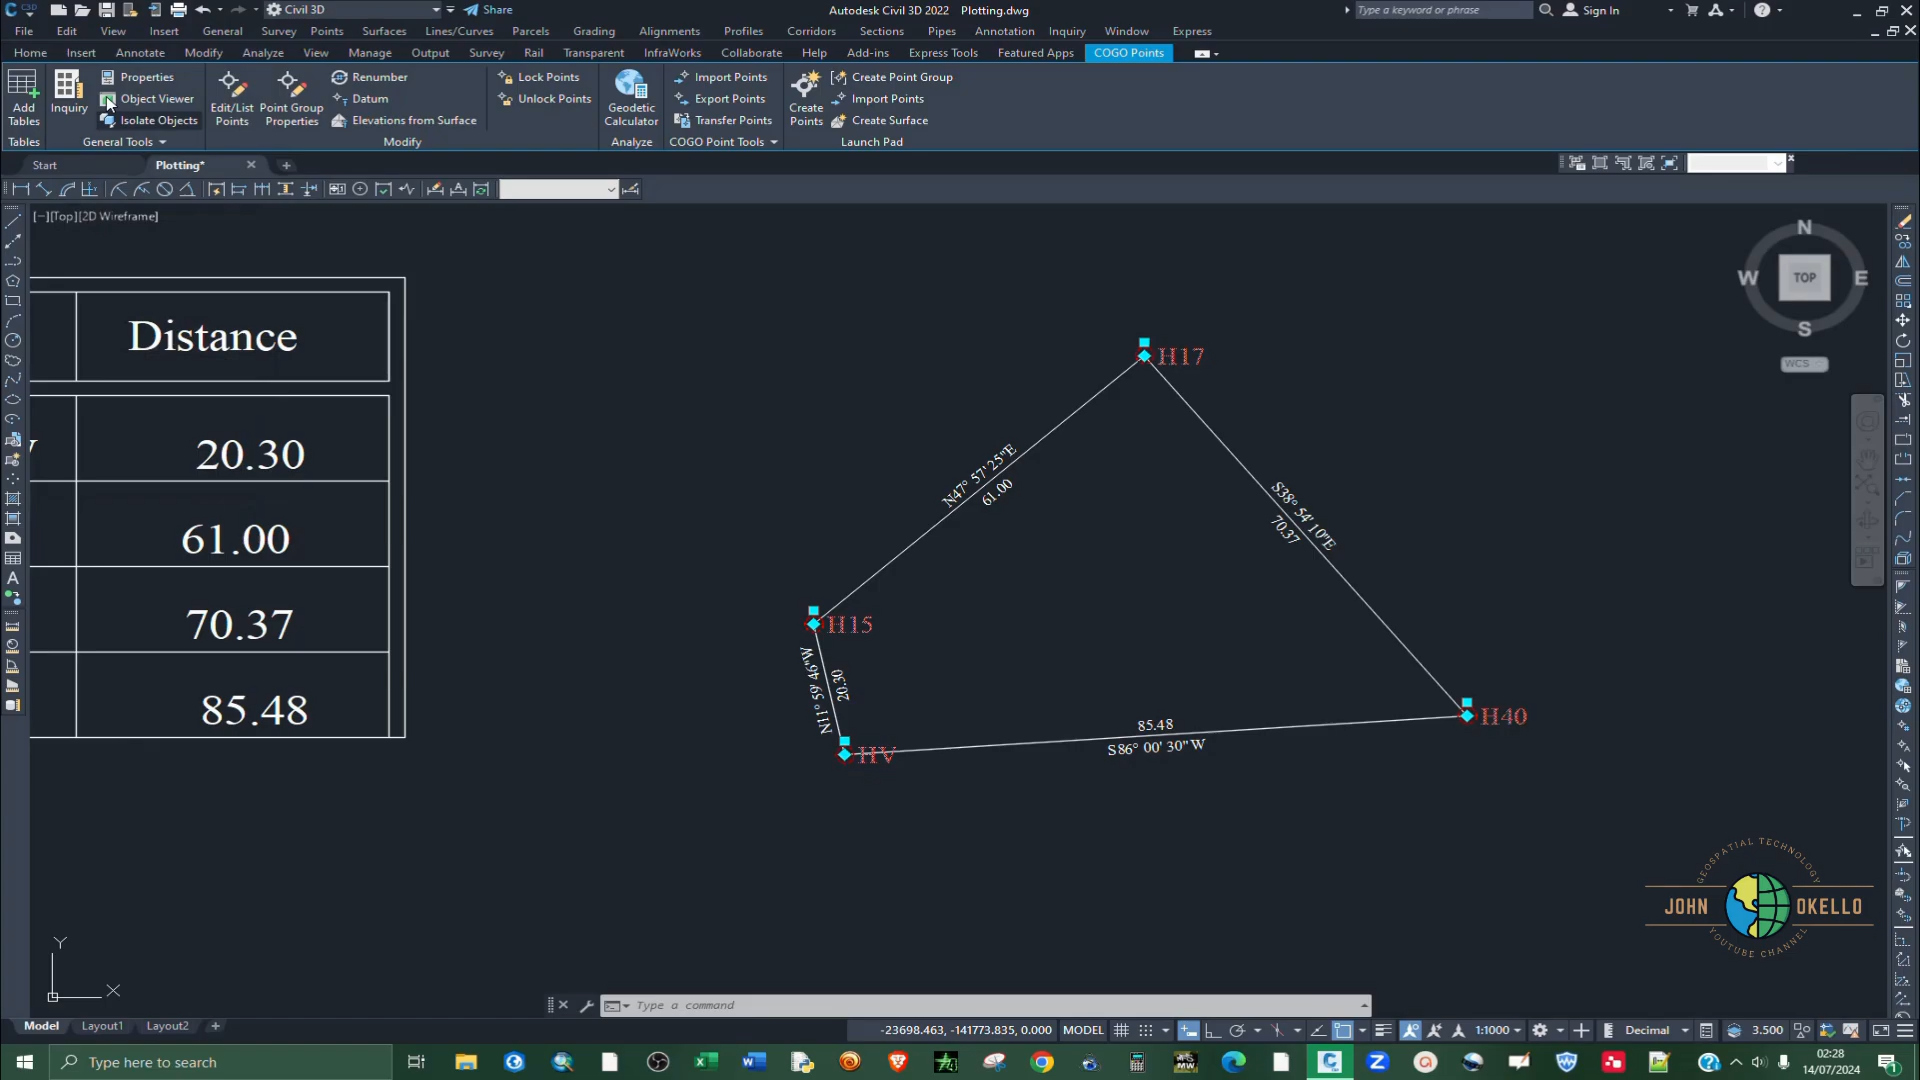 Civil 3D
Share
Autodesk Civil 3D 2022 Plotting.dwg
Type a keyword or phrase
Sign In
File Edit View Insert General Survey Points Surfaces Lines/Curves Parcels Grading Alignments Profiles Corridors Sections Pipes Annotation Inquiry Window Express
Home Insert Annotate Modify Analyze View Manage Output Survey Rail Transparent InfraWorks Collaborate Help Add-ins Express Tools Featured Apps COGO Points
Add Tables
Inquiry
Properties
Object Viewer
Isolate Objects
Edit/List Points
Point Group Properties
Renumber
Datum
Elevations from Surface
Lock Points
Unlock Points
Geodetic Calculator
Import Points
Export Points
Transfer Points
Create Points
Create Point Group
Import Points
Create Surface
Tables General Tools Modify Analyze COGO Point Tools Launch Pad
Start
Plotting*
[−][Top][2D Wireframe]
Distance
20.30
61.00
70.37
85.48
H17
N47° 57' 25"E
61.00
S38° 54' 10"E
70.37
H15
N11° 59' 46"W
20.30
HV
85.48
S86° 00' 30"W
H40
N
W
TOP
E
S
WCS
GEOSPATIAL TECHNOLOGY
JOHN OKELLO
YOUTUBE CHANNEL
Y
X
Type a command
Model Layout1 Layout2
-23698.463, -141773.835, 0.000 MODEL
1:1000
Decimal
3.500
Type here to search
02:28
14/07/2024